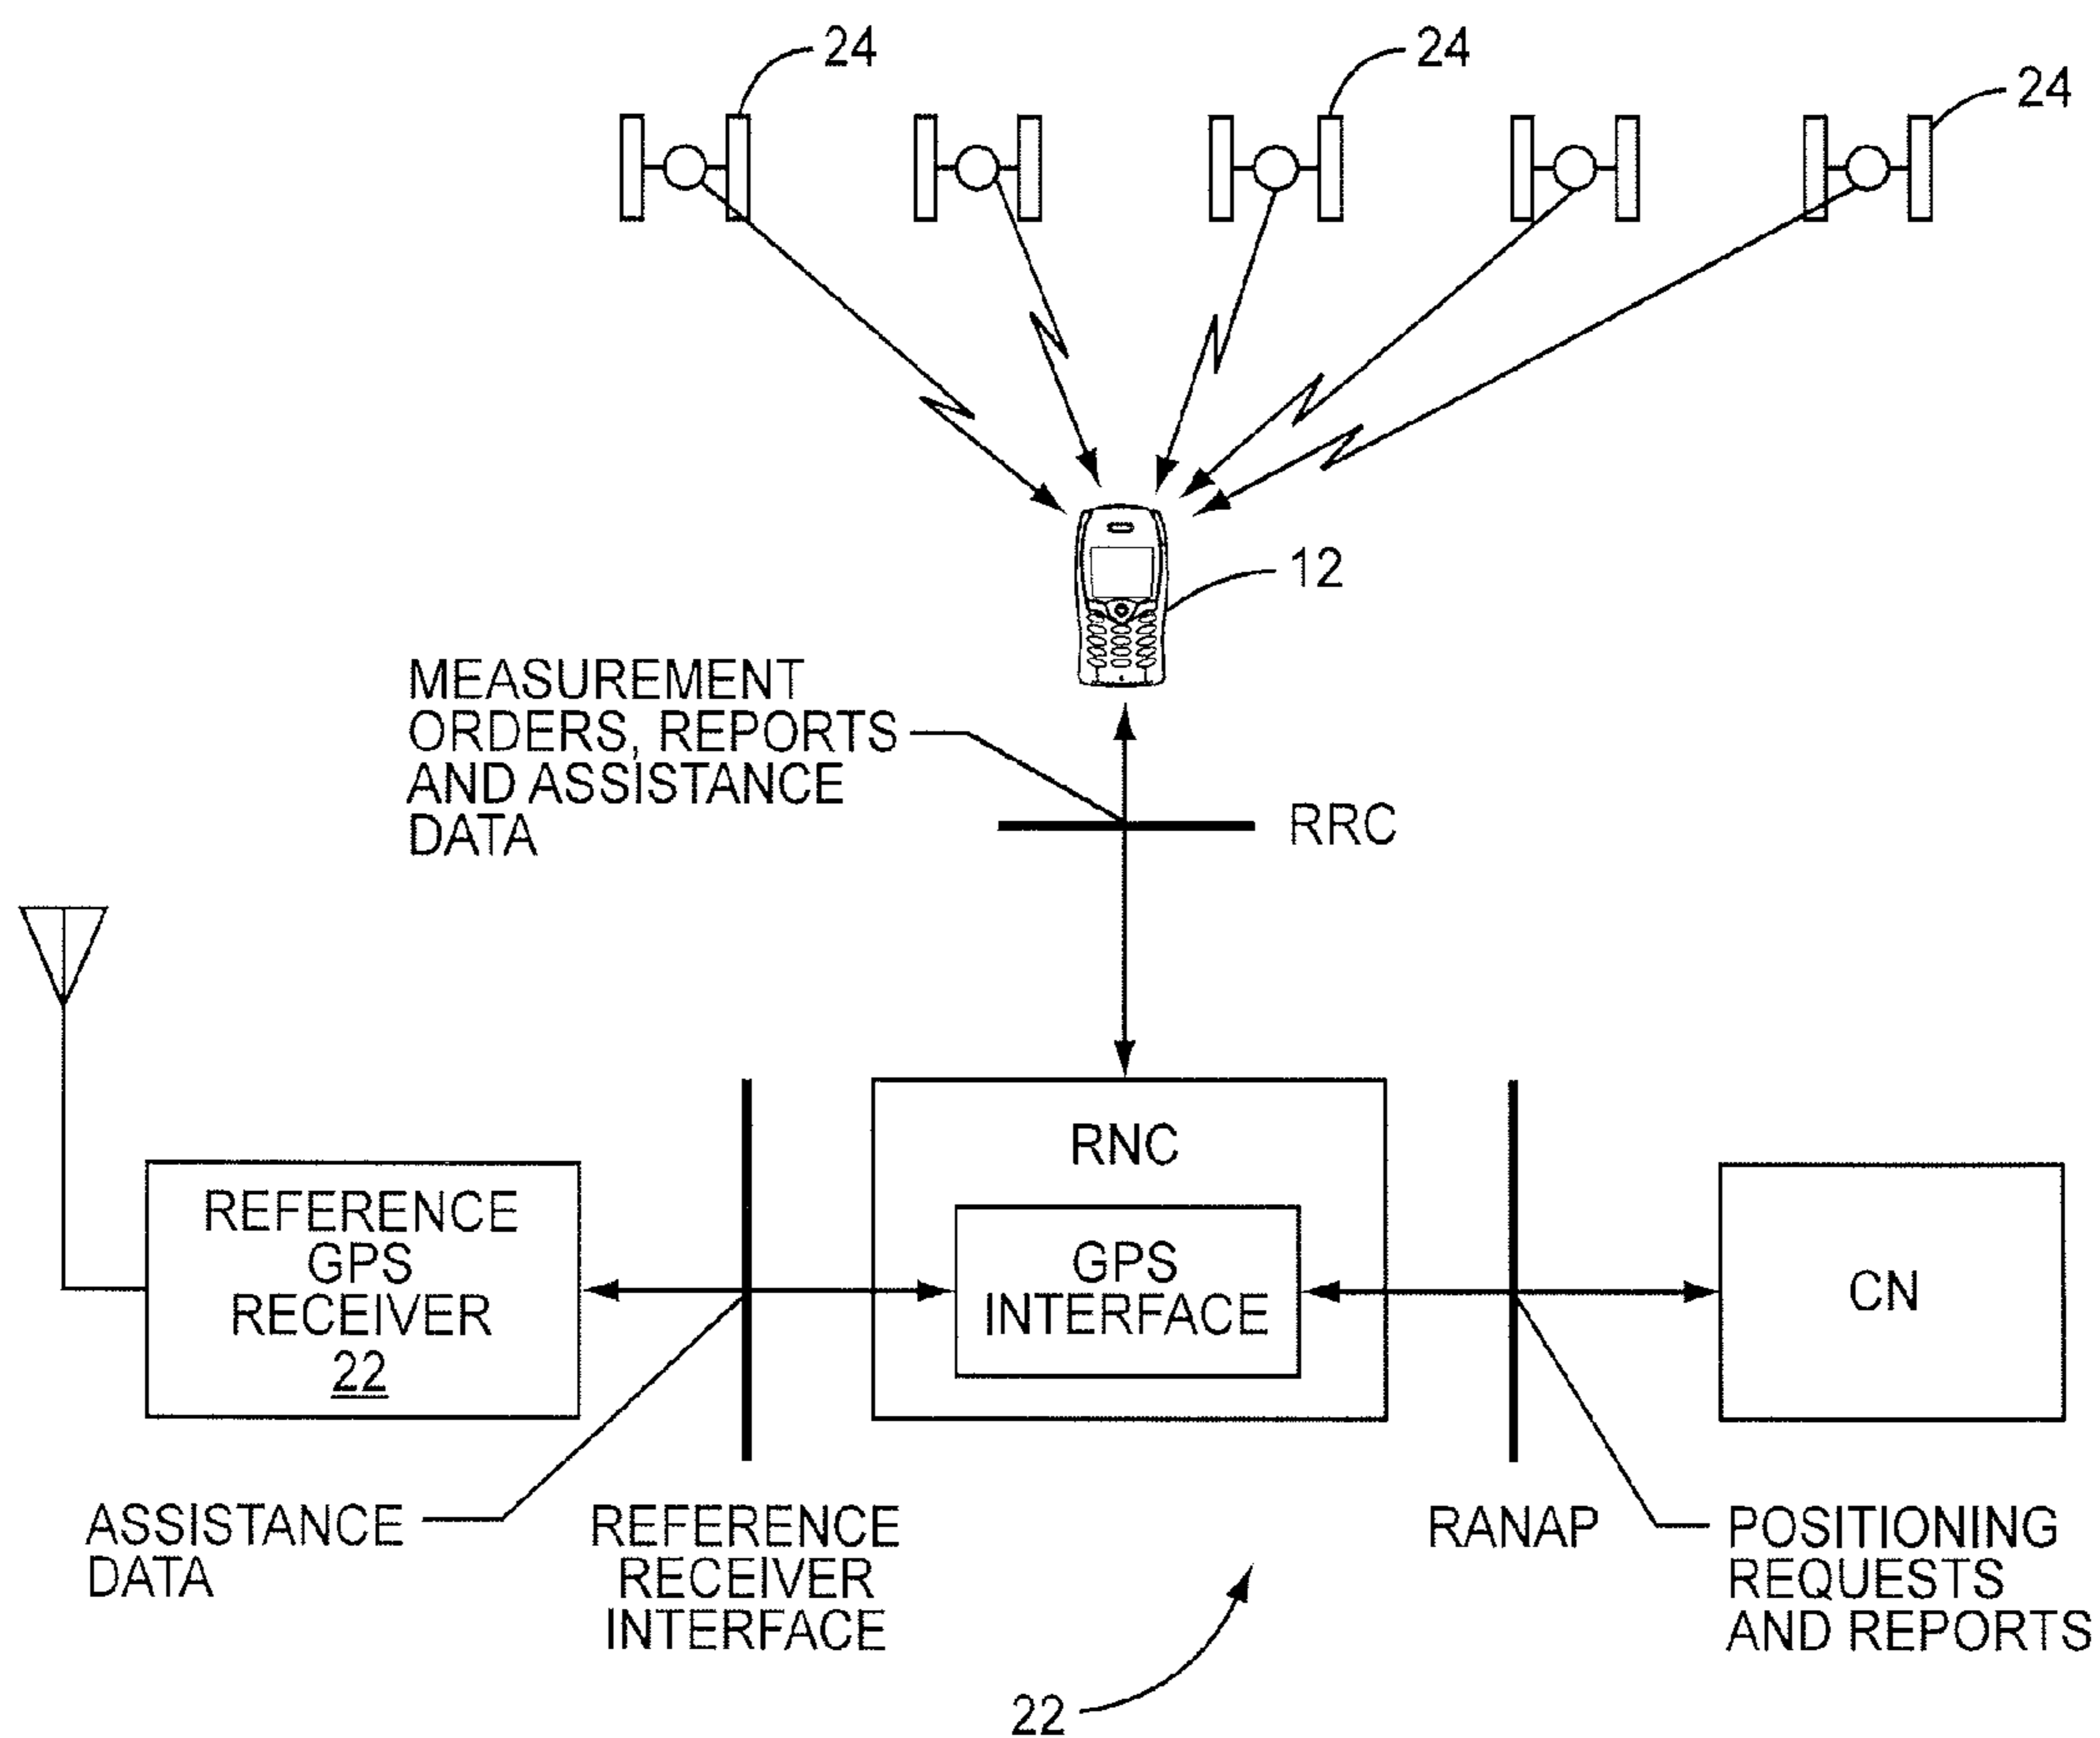 24
24
24
12
MEASUREMENT
ORDERS, REPORTS
AND ASSISTANCE
DATA
RRC
RNC
REFERENCE
GPS
RECEIVER
22
GPS
INTERFACE
CN
ASSISTANCE
DATA
REFERENCE
RECEIVER
INTERFACE
RANAP
POSITIONING
REQUESTS
AND REPORTS
22